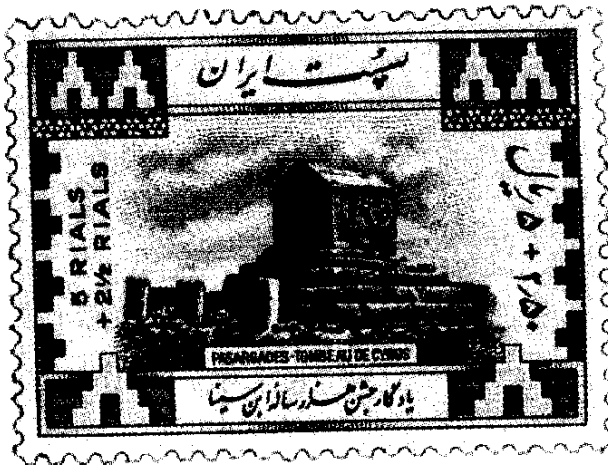 پست ایران
5 RIALS
+ 2½ RIALS
۵ + ۲٫۵۰ ریال
PASARGADES-TOMBEAU DE CYRUS
یادگار جشن هزار ساله ابن سینا